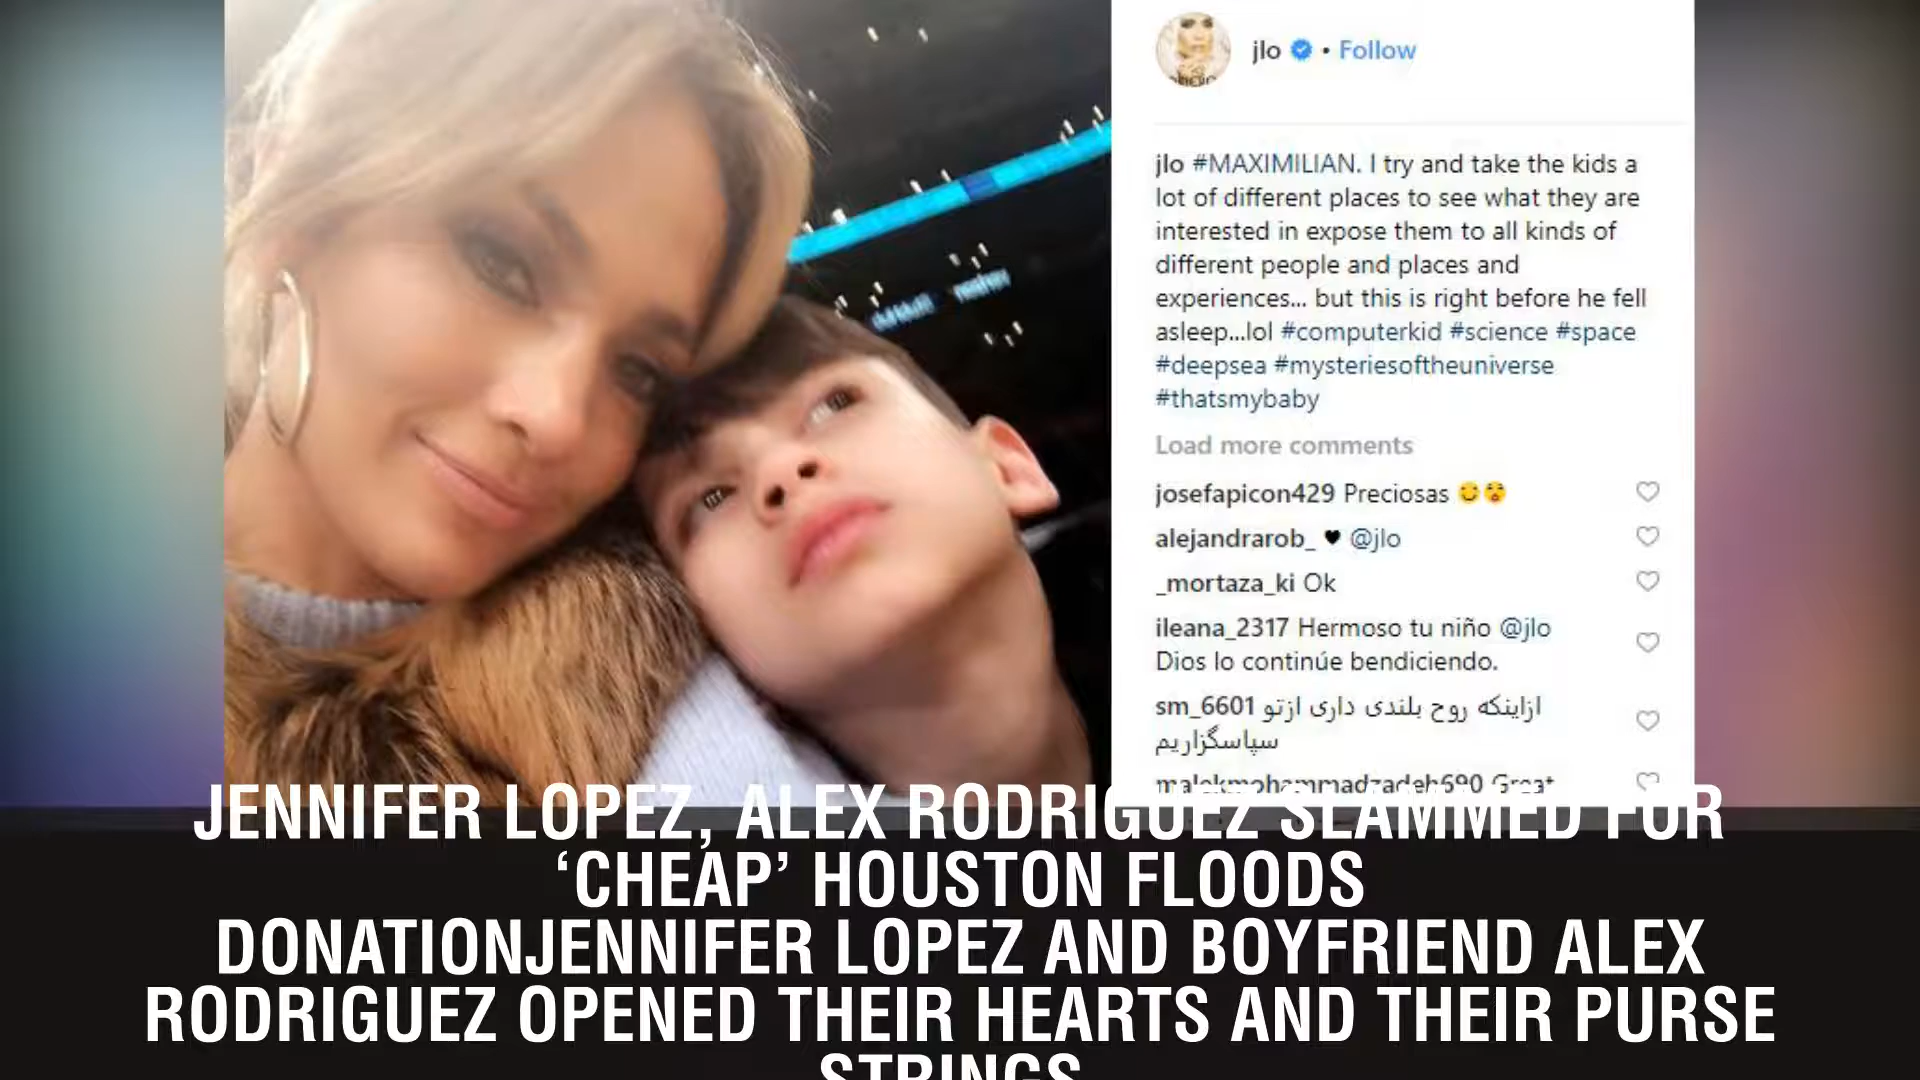 jlo • Follow
jlo #MAXIMILIAN. I try and take the kids a
lot of different places to see what they are
interested in expose them to all kinds of
different people and places and
experiences... but this is right before he fell
asleep...lol #computerkid #science #space
#deepsea #mysteriesoftheuniverse
#thatsmybaby
Load more comments
josefapicon429 Preciosas 😊😲
alejandrarob_ ♥ @jlo
_mortaza_ki Ok
ileana_2317 Hermoso tu niño @jlo
Dios lo continúe bendiciendo.
sm_6601 ازاینکه روح بلندی داری ازتو
سپاسگزاریم
malekmohammadzadeh690 Great
JENNIFER LOPEZ, ALEX RODRIGUEZ SLAMMED FOR
‘CHEAP’ HOUSTON FLOODS
DONATIONJENNIFER LOPEZ AND BOYFRIEND ALEX
RODRIGUEZ OPENED THEIR HEARTS AND THEIR PURSE
STRINGS